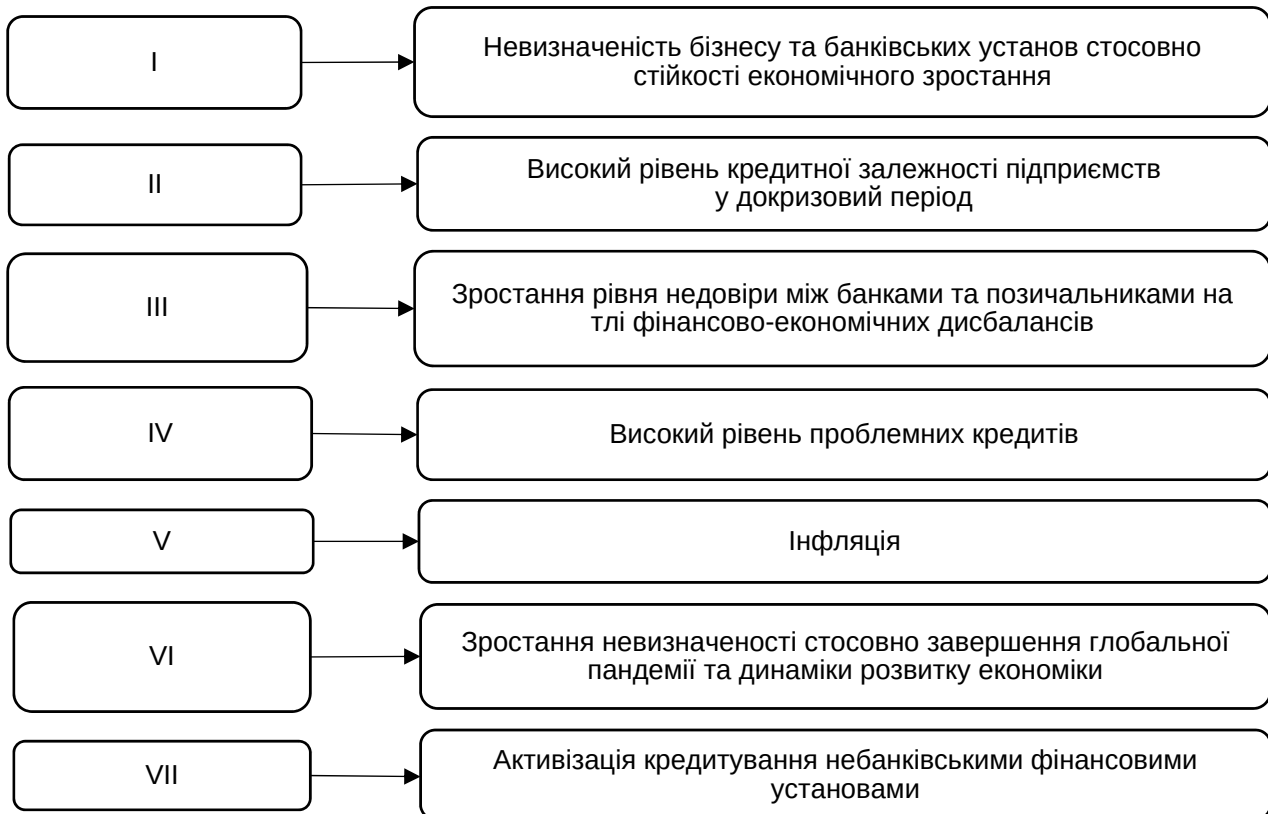 I
Невизначеність бізнесу та банківських установ стосовно
стійкості економічного зростання
II
Високий рівень кредитної залежності підприємств
у докризовий період
III
Зростання рівня недовіри між банками та позичальниками на
тлі фінансово-економічних дисбалансів
IV
Високий рівень проблемних кредитів
V
Інфляція
VI
Зростання невизначеності стосовно завершення глобальної
пандемії та динаміки розвитку економіки
VII
Активізація кредитування небанківськими фінансовими
установами